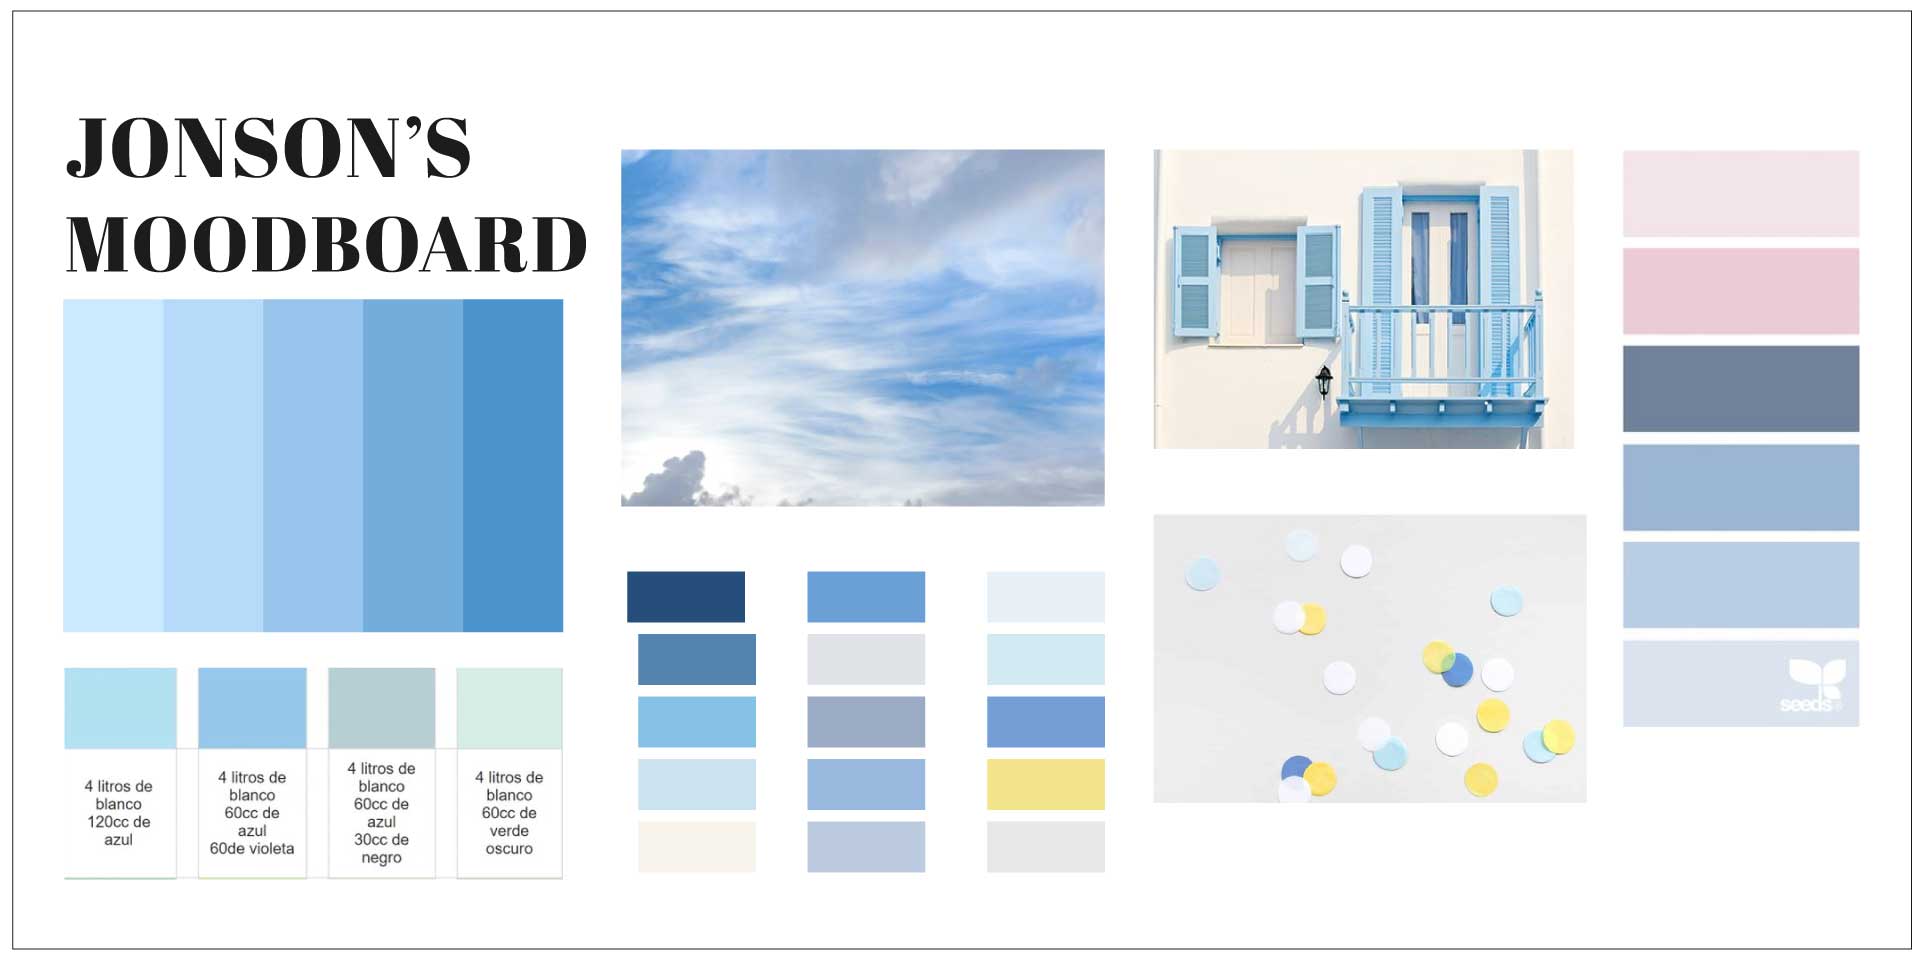 JONSON’S
MOODBOARD
4 litros de
blanco
120cc de
azul
4 litros de
blanco
60cc de
azul
60de violeta
4 litros de
blanco
60cc de
azul
30cc de
negro
4 litros de
blanco
60cc de
verde
oscuro
seeds®